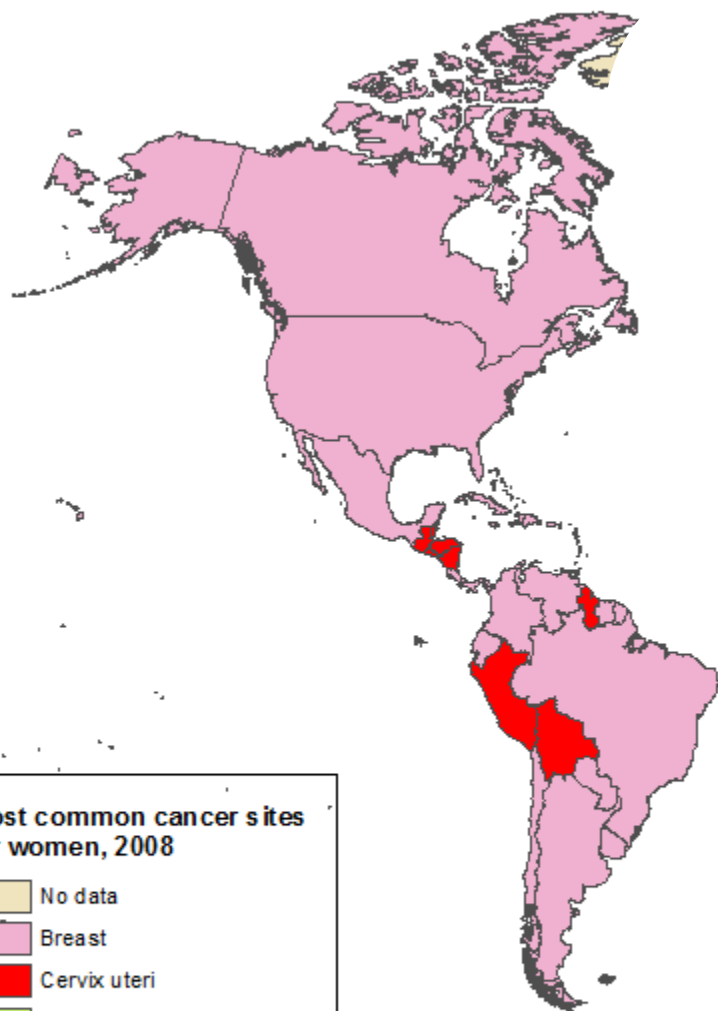 ost common cancer sites
women, 2008
No data
Breast
Cervix uteri